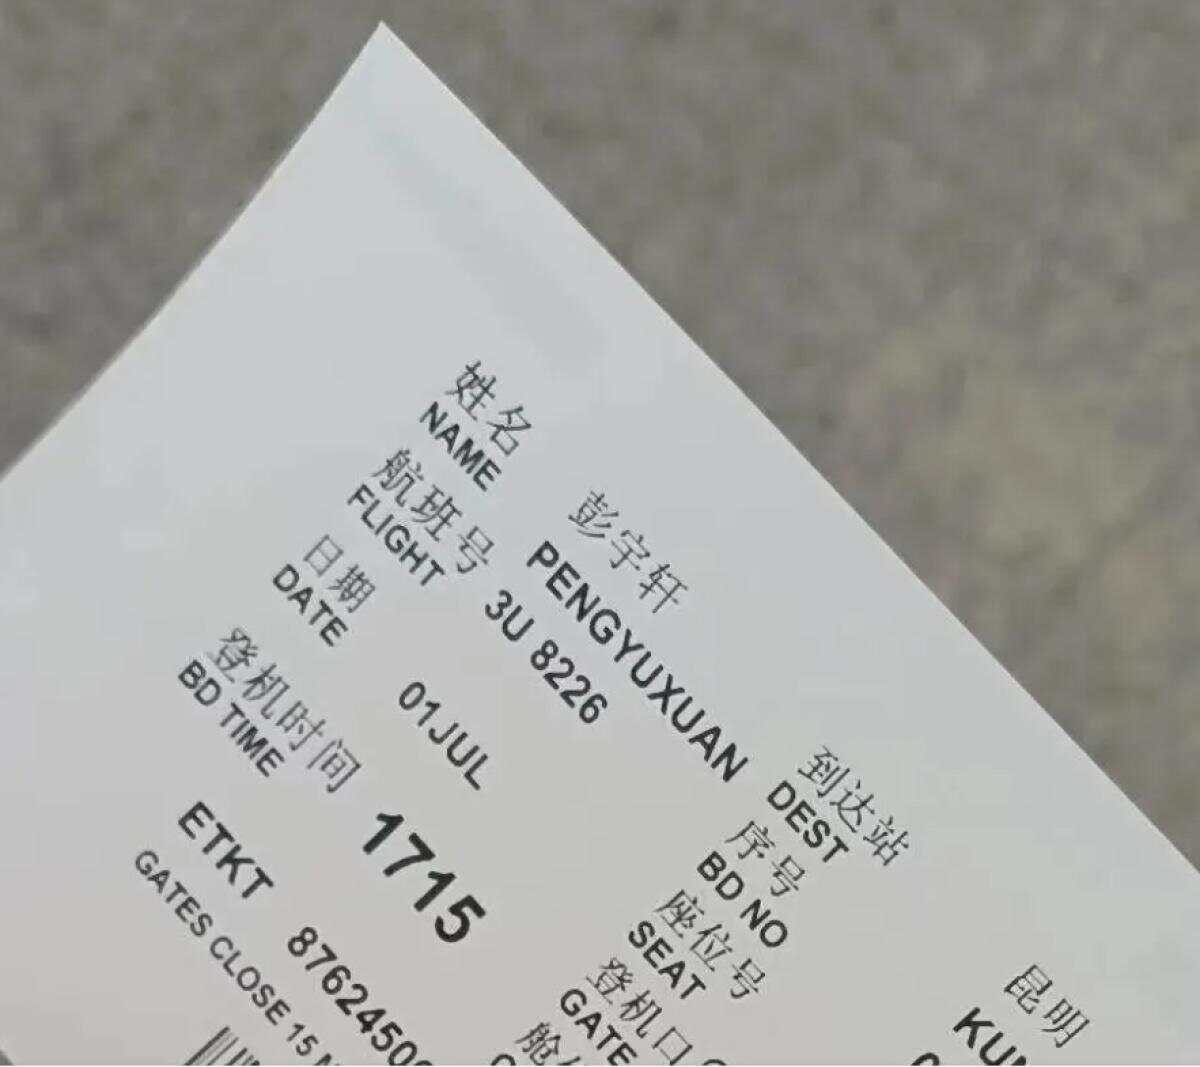 姓名 彭宇轩
NAME PENGYUXUAN
航班号
FLIGHT 3U 8226
日期
DATE 01JUL
登机时间
BD TIME 1715
ETKT 87624500
GATES CLOSE 15
到达站 昆明
DEST
序号
BD NO
座位号
SEAT
登机口
GATE
舱